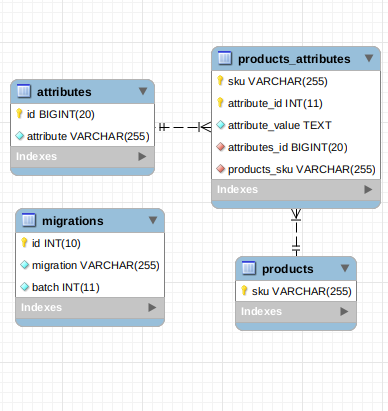 attributes
id BIGINT(20)
attribute VARCHAR(255)
Indexes
products_attributes
sku VARCHAR(255)
attribute_id INT(11)
attribute_value TEXT
attributes_id BIGINT(20)
products_sku VARCHAR(255)
Indexes
migrations
id INT(10)
migration VARCHAR(255)
batch INT(11)
Indexes
products
sku VARCHAR(255)
Indexes